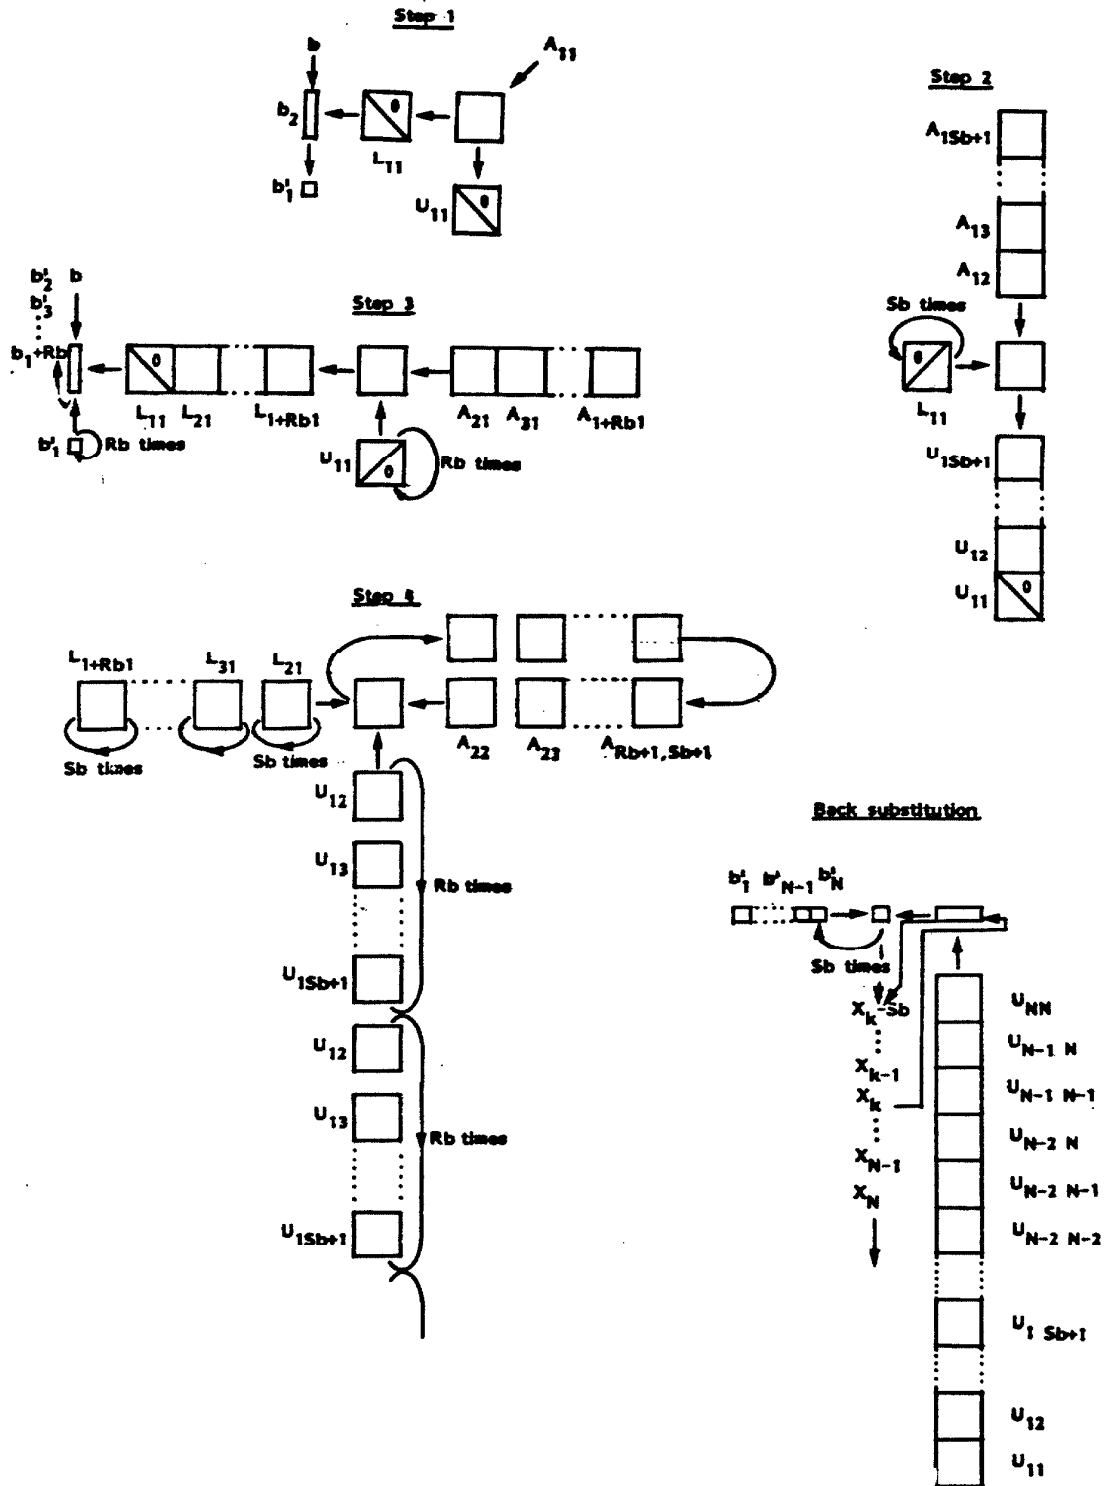 Step 1
b
A11
b2
0
L11
b'1
U11
0
Step 2
A1Sb+1
A13
A12
Sb times
0
L11
U1Sb+1
U12
U11
0
Step 3
b'2 b
b'3
b1+Rb
0
L11 L21 L1+Rb1
A21 A31 A1+Rb1
b'1
Rb times
U11
0
Rb times
Step 4
L1+Rb1 L31 L21
Sb times
Sb times
A22 A23 ARb+1,Sb+1
U12
U13
Rb times
U1Sb+1
U12
U13
Rb times
U1Sb+1
Back substitution
b'1 b'N-1 b'N
Sb times
Xk-Sb
Xk-1
Xk
XN-1
XN
UNN
UN-1 N
UN-1 N-1
UN-2 N
UN-2 N-1
UN-2 N-2
U1 Sb+1
U12
U11